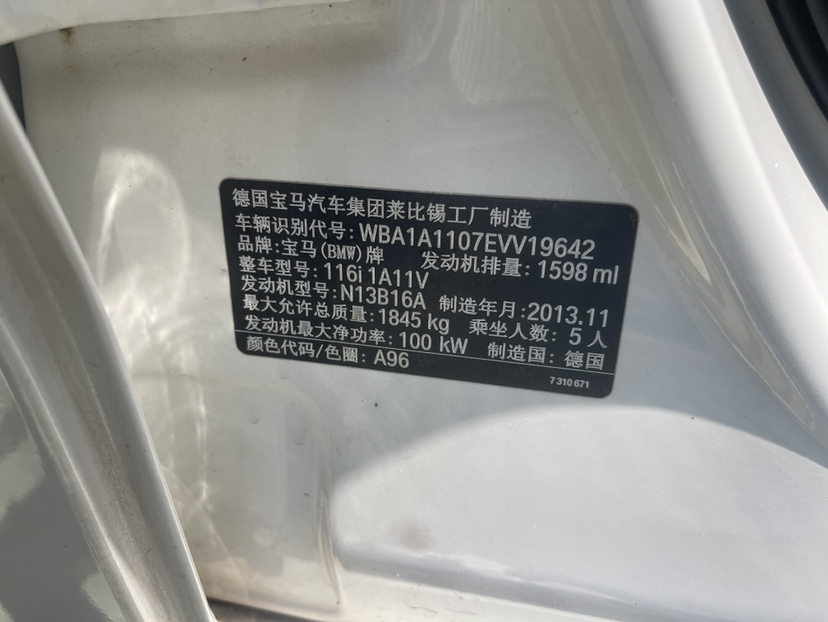 德国宝马汽车集团莱比锡工厂制造
车辆识别代号: WBA1A1107EVV19642
品牌: 宝马(BMW)牌 发动机排量: 1598 ml
整车型号: 116i 1A11V
发动机型号: N13B16A 制造年月: 2013.11
最大允许总质量: 1845 kg 乘坐人数: 5 人
发动机最大净功率: 100 kW 制造国: 德国
颜色代码/色圈: A96
7 310 671